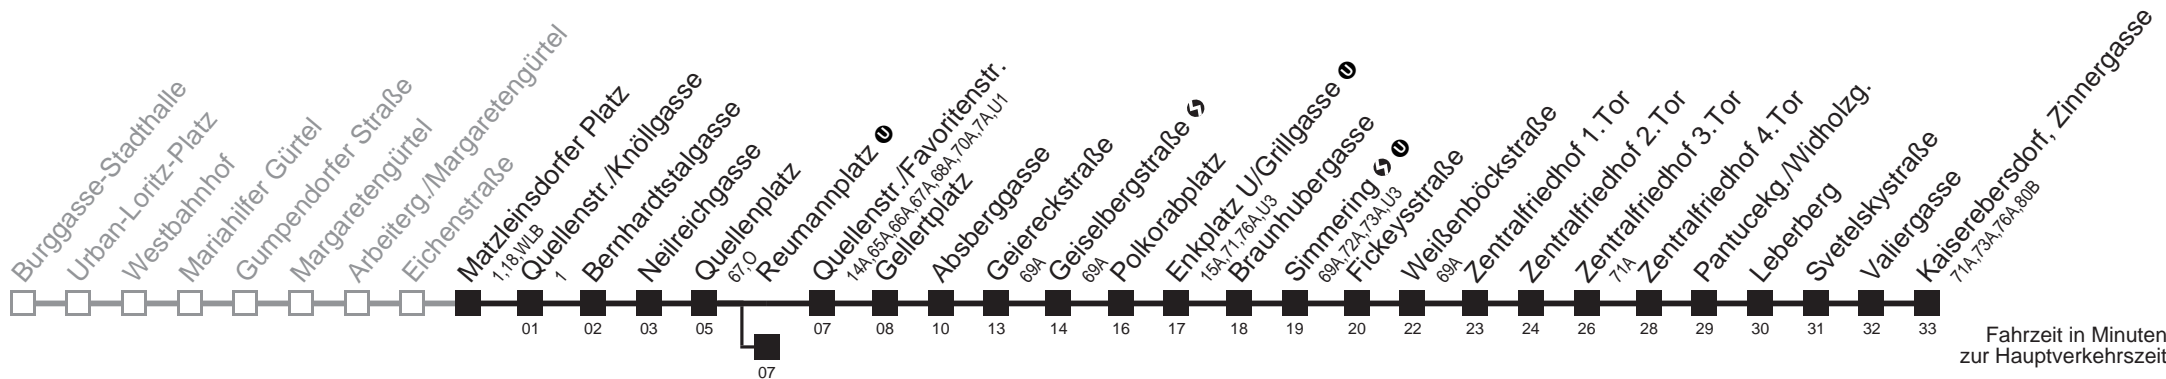 Burggasse-Stadthalle
Urban-Loritz-Platz
Westbahnhof
Mariahilfer Gürtel
Gumpendorfer Straße
Margaretengürtel
Arbeiterg./Margaretengürtel
Eichenstraße
Matzleinsdorfer Platz
1,18,WLB
Quellenstr./Knöllgasse
1
Bernhardtstalgasse
Neilreichgasse
Quellenplatz
67,O
Reumannplatz U
Quellenstr./Favoritenstr.
14A,65A,66A,67A,68A,70A,7A,U1
Gellertplatz
Absberggasse
Geiereckstraße
69A
Geiselbergstraße S
69A
Polkorabplatz
Enkplatz U/Grillgasse U
15A,71,76A,U3
Braunhubergasse
Simmering S U
69A,72A,73A,U3
Fickeysstraße
Weißenböckstraße
69A
Zentralfriedhof 1.Tor
Zentralfriedhof 2.Tor
Zentralfriedhof 3.Tor
71A
Zentralfriedhof 4.Tor
Pantucekg./Widholzg.
Leberberg
Svetelskystraße
Valiergasse
Kaiserebersdorf, Zinnergasse
71A,73A,76A,80B
01 02 03 05 07 08 10 13 14 16 17 18 19 20 22 23 24 26 28 29 30 31 32 33
07
Fahrzeit in Minuten
zur Hauptverkehrszeit